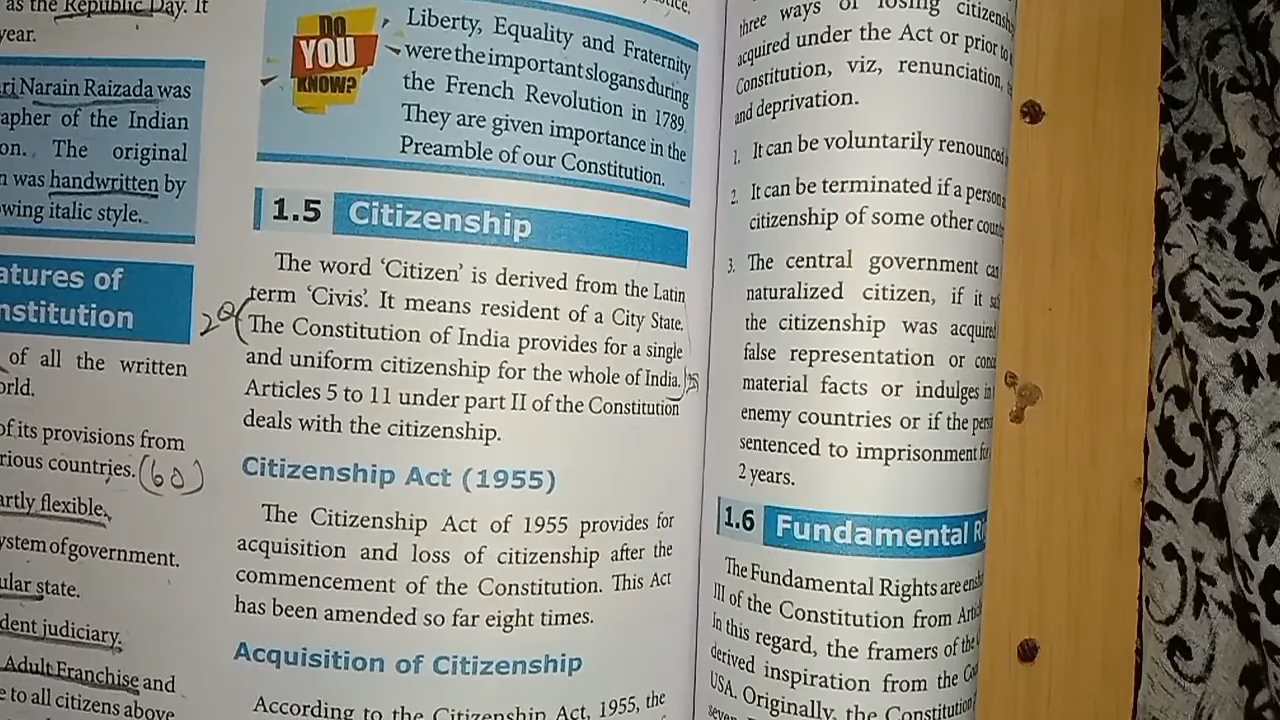 as the Republic Day. It
year.
ri Narain Raizada was
apher of the Indian
on. The original
n was handwritten by
owing italic style.
atures of
nstitution
of all the written
orld.
of its provisions from
rious countries. (60)
artly flexible.
ystem of government.
ular state.
dent judiciary.
Adult Franchise and
e to all citizens above
DO
YOU
KNOW?
Liberty, Equality and Fraternity
were the important slogans during
the French Revolution in 1789.
They are given importance in the
Preamble of our Constitution.
1.5 Citizenship
The word 'Citizen' is derived from the Latin
term 'Civis'. It means resident of a City State.
The Constitution of India provides for a single
and uniform citizenship for the whole of India.
Articles 5 to 11 under part II of the Constitution
deals with the citizenship.
Citizenship Act (1955)
The Citizenship Act of 1955 provides for
acquisition and loss of citizenship after the
commencement of the Constitution. This Act
has been amended so far eight times.
Acquisition of Citizenship
According to the Citizenship Act, 1955, the
three ways of losing citizensh
acquired under the Act or prior to
Constitution, viz, renunciation,
and deprivation.
1. It can be voluntarily renounced
2. It can be terminated if a person
citizenship of some other count
3. The central government can
naturalized citizen, if it
the citizenship was acquired
false representation or conc
material facts or indulges in
enemy countries or if the pers
sentenced to imprisonment for
2 years.
1.6 Fundamental Ri
The Fundamental Rights are ensh
III of the Constitution from Artic
In this regard, the framers of the
derived inspiration from the Con
USA. Originally, the Constitution
seven